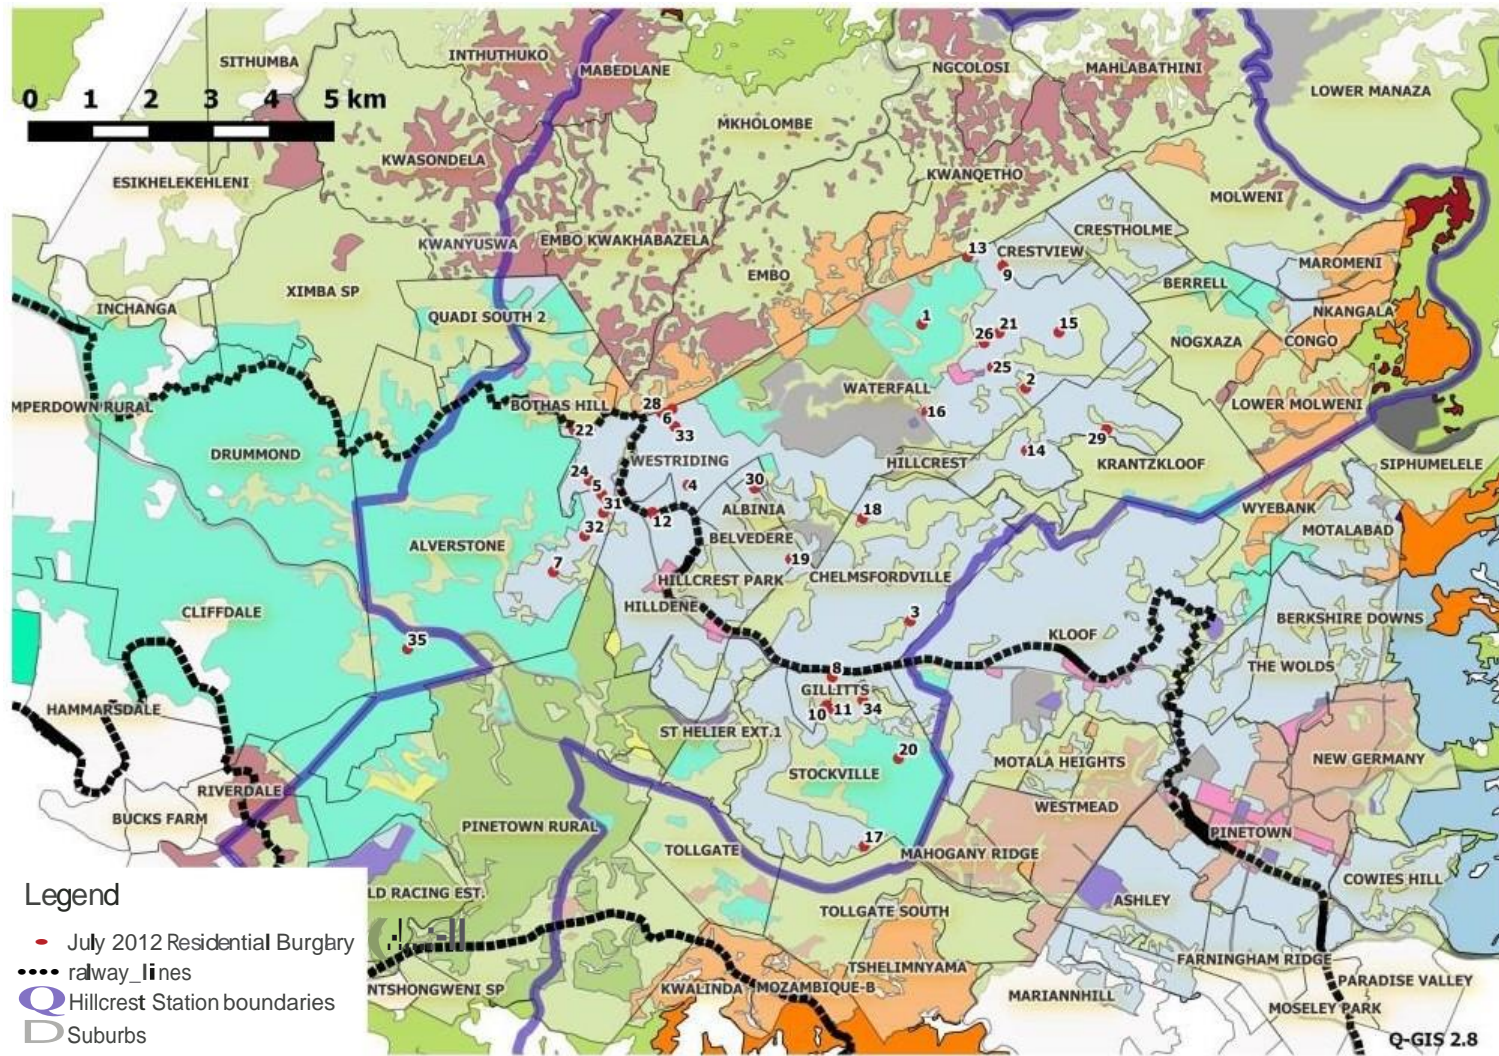 SITHUMBA
INTHUTHUKO
MABEDLANE
NGCOLOSI
MAHLABATHINI
LOWER MANAZA
0 1 2 3 4 5 km
MKHOLOMBE
KWASONDELA
ESIKHELEKEHLENI
KWANQETHO
MOLWENI
CRESTHOLME
KWANYUSWA
EMBO KWAKHABAZELA
13
CRESTVIEW
9
MAROMENI
EMBO
BERRELL
XIMBA SP
INCHANGA
QUADI SOUTH 2
NKANGALA
1
26
21
15
NOGXAZA
CONGO
25
2
WATERFALL
MPERDOWN RURAL
BOTHAS HILL
28
6
33
22
16
LOWER MOLWENI
29
DRUMMOND
WESTRIDING
HILLCREST
14
KRANTZKLOOF
SIPHUMELELE
24
5
4
30
31
12
ALBINIA
18
WYEBANK
MOTALABAD
32
ALVERSTONE
BELVEDERE
7
19
HILLCREST PARK
CHELMSFORDVILLE
HILLDENE
CLIFFDALE
3
BERKSHIRE DOWNS
35
KLOOF
THE WOLDS
8
GILLITTS
10
11
34
HAMMARSDALE
ST HELIER EXT.1
20
STOCKVILLE
MOTALA HEIGHTS
NEW GERMANY
RIVERDALE
WESTMEAD
BUCKS FARM
PINETOWN RURAL
17
PINETOWN
TOLLGATE
MAHOGANY RIDGE
COWIES HILL
Legend
LD RACING EST.
ASHLEY
TOLLGATE SOUTH
July 2012 Residential Burglary
ralway_lines
TSHELIMNYAMA
FARNINGHAM RIDGE
NTSHONGWENI SP
KWALINDA
MOZAMBIQUE-B
MARIANNHILL
PARADISE VALLEY
Hillcrest Station boundaries
MOSELEY PARK
Suburbs
Q-GIS 2.8